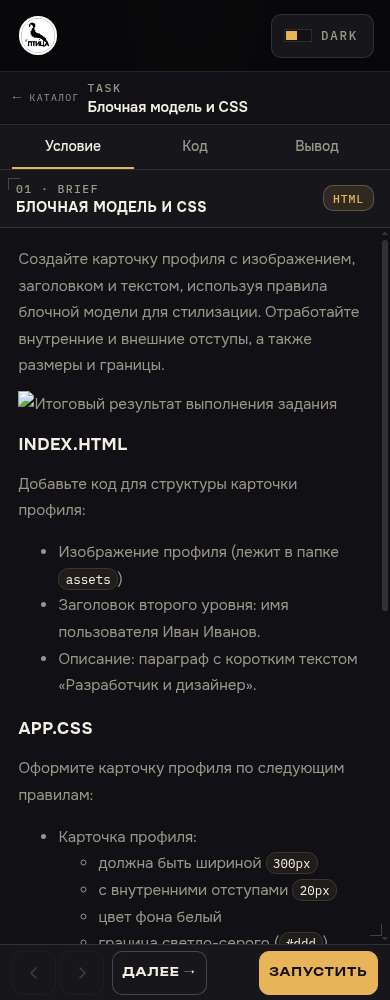 ПТИЦА
DARK
← КАТАЛОГ
TASK
Блочная модель и CSS
Условие
Код
Вывод
01 · BRIEF
БЛОЧНАЯ МОДЕЛЬ И CSS
HTML
Создайте карточку профиля с изображением,
заголовком и текстом, используя правила
блочной модели для стилизации. Отработайте
внутренние и внешние отступы, а также
размеры и границы.
Итоговый результат выполнения задания
INDEX.HTML
Добавьте код для структуры карточки
профиля:
Изображение профиля (лежит в папке
assets)
Заголовок второго уровня: имя
пользователя Иван Иванов.
Описание: параграф с коротким текстом
«Разработчик и дизайнер».
APP.CSS
Оформите карточку профиля по следующим
правилам:
Карточка профиля:
должна быть шириной 300px
с внутренними отступами 20px
цвет фона белый
граница светло-серого (#ddd)
ДАЛЕЕ →
ЗАПУСТИТЬ